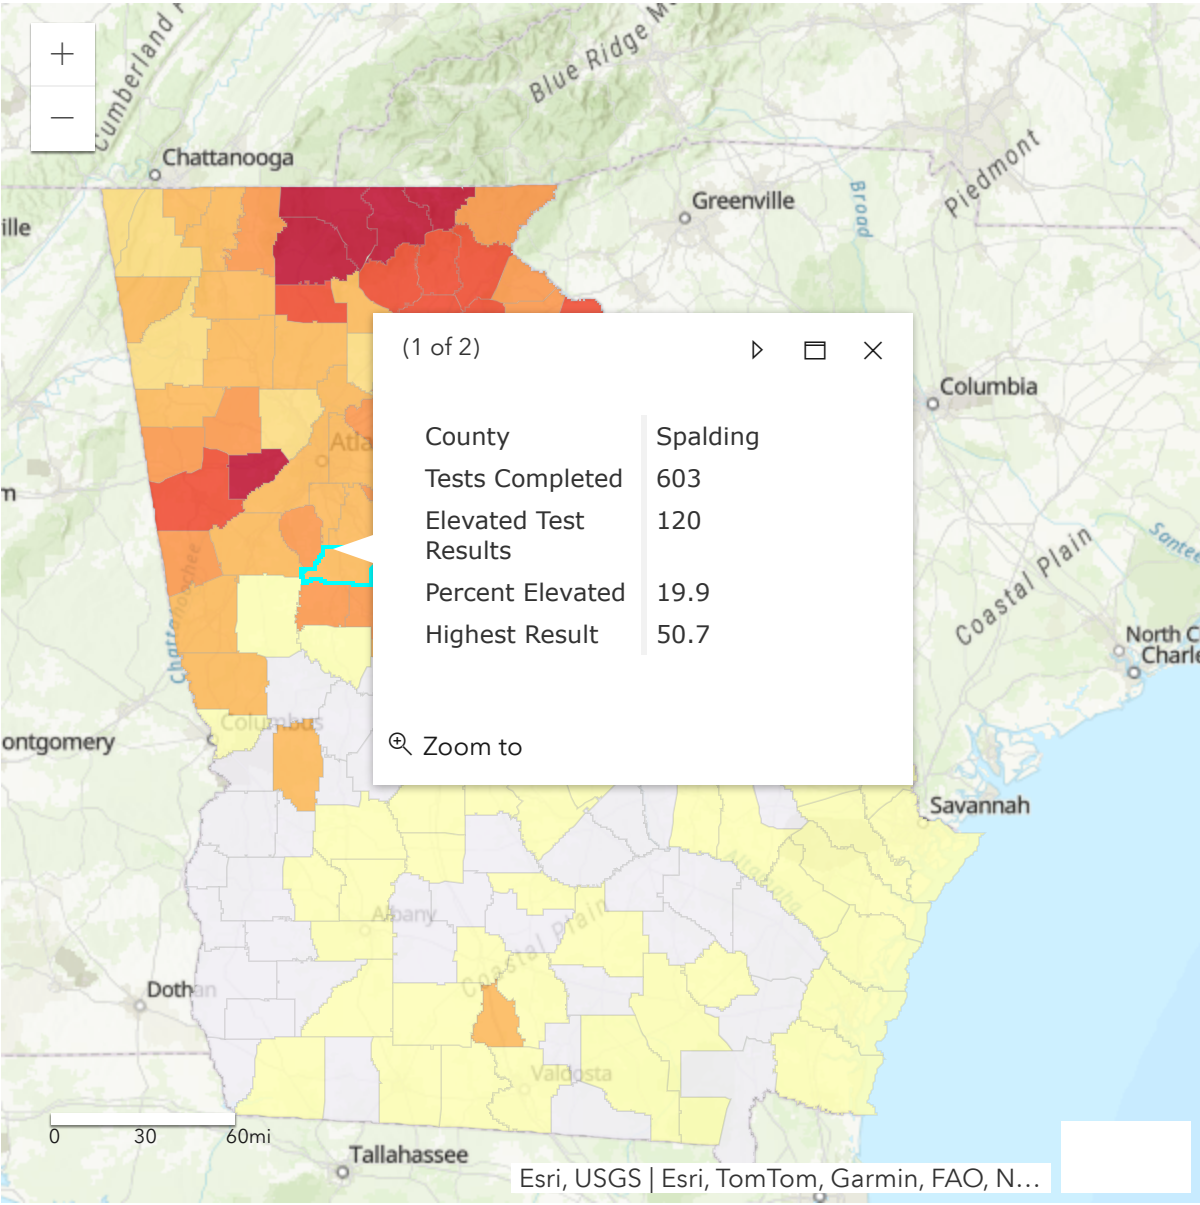 +
−
Cumberland
Blue Ridge M
Chattanooga
Greenville
Piedmont
Broad
ille
(1 of 2)
Columbia
County Spalding
Tests Completed 603
Elevated Test 120
Results
Percent Elevated 19.9
Highest Result 50.7
Zoom to
Atla
m
Chattahoochee
Santee
Coastal Plain
North C
Charle
Columbus
ontgomery
Savannah
Altamaha
Albany
Coastal Plain
Dothan
Valdosta
0 30 60mi
Tallahassee
Esri, USGS | Esri, TomTom, Garmin, FAO, N...